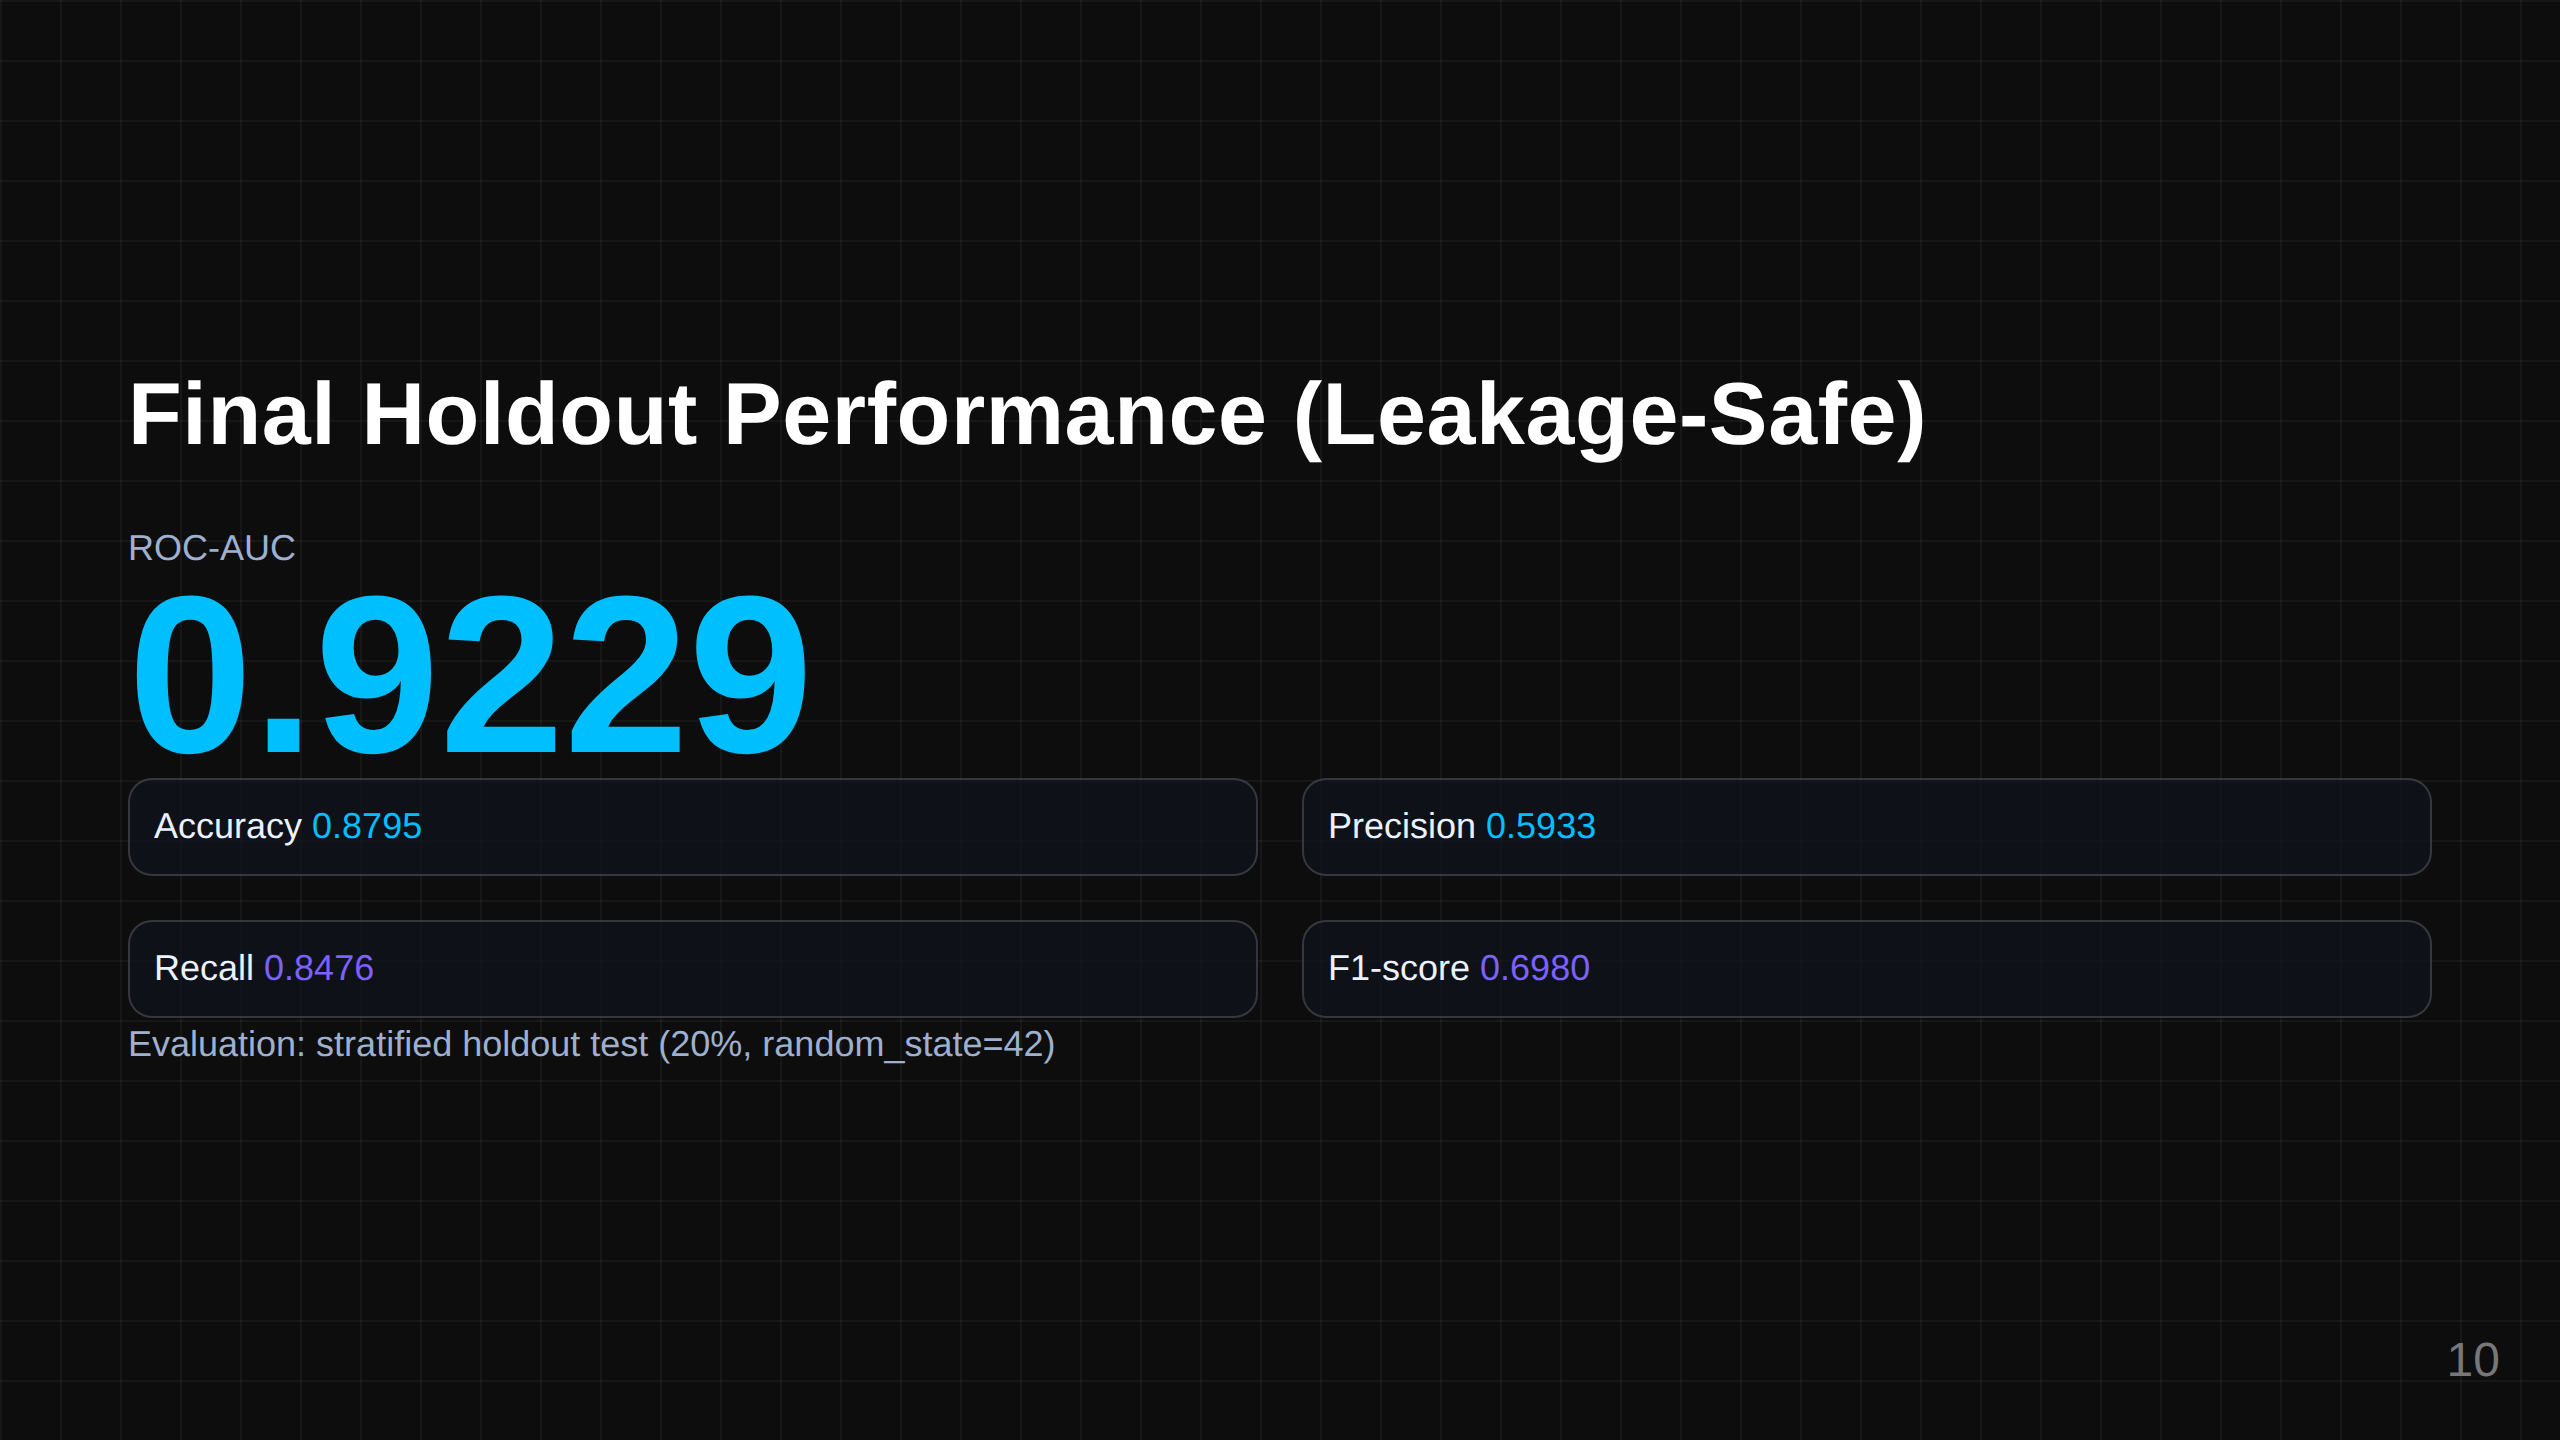 Final Holdout Performance (Leakage-Safe)
ROC-AUC
0.9229
Accuracy 0.8795
Precision 0.5933
Recall 0.8476
F1-score 0.6980
Evaluation: stratified holdout test (20%, random_state=42)
10